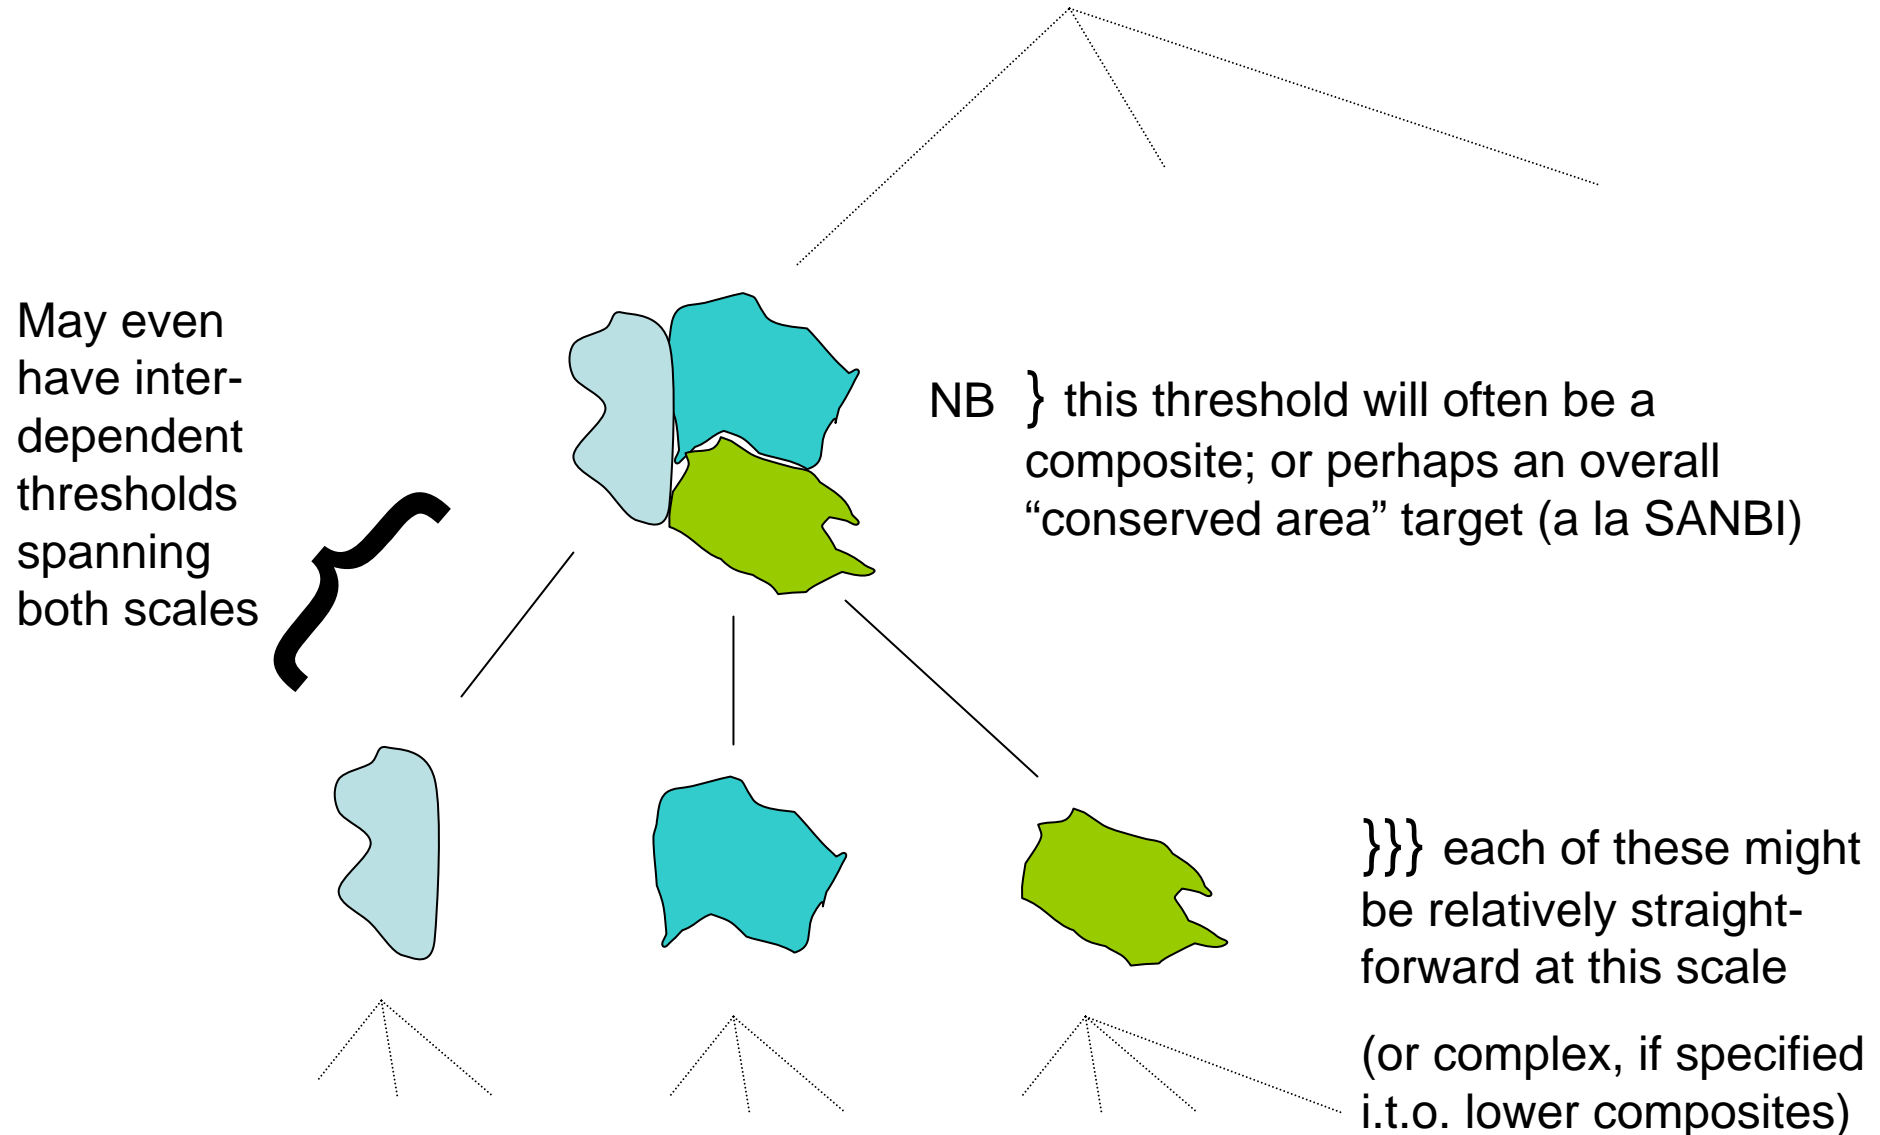 May even
have inter-
dependent
thresholds
spanning
both scales
NB } this threshold will often be a
composite; or perhaps an overall
“conserved area” target (a la SANBI)
}}} each of these might
be relatively straight-
forward at this scale
(or complex, if specified
i.t.o. lower composites)